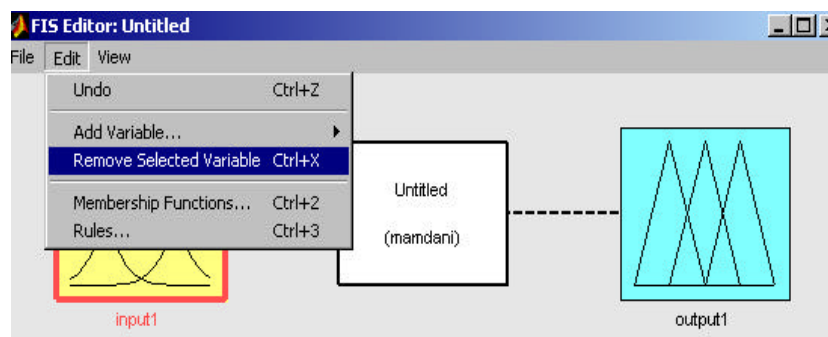 FIS Editor: Untitled
File Edit View
Undo Ctrl+Z
Add Variable...
Remove Selected Variable Ctrl+X
Membership Functions... Ctrl+2
Rules... Ctrl+3
Untitled
(mamdani)
input1
output1